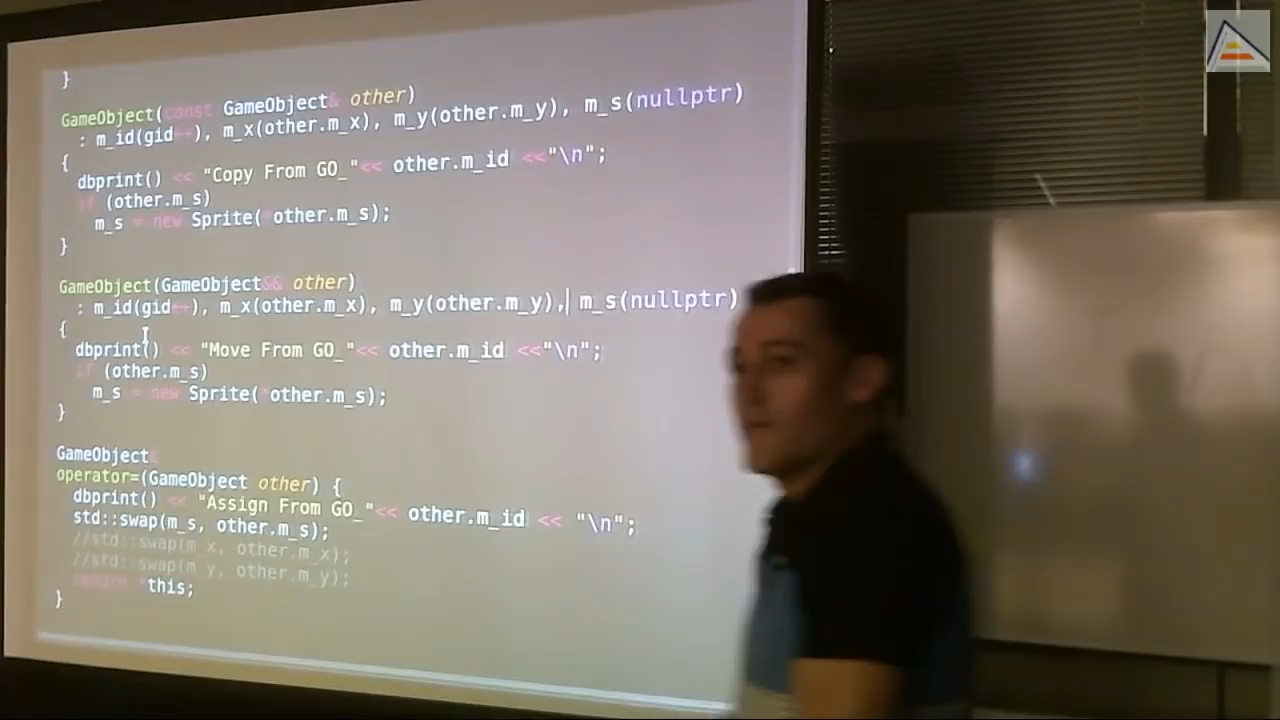 }
GameObject(const GameObject& other)
: m_id(gid++), m_x(other.m_x), m_y(other.m_y), m_s(nullptr)
{
dbprint() << "Copy From GO_"<< other.m_id <<"\n";
if (other.m_s)
m_s = new Sprite(*other.m_s);
}
GameObject(GameObject&& other)
: m_id(gid++), m_x(other.m_x), m_y(other.m_y), m_s(nullptr)
{
dbprint() << "Move From GO_"<< other.m_id <<"\n";
if (other.m_s)
m_s = new Sprite(*other.m_s);
}
GameObject&
operator=(GameObject other) {
dbprint() << "Assign From GO_"<< other.m_id << "\n";
std::swap(m_s, other.m_s);
//std::swap(m_x, other.m_x);
//std::swap(m_y, other.m_y);
return *this;
}